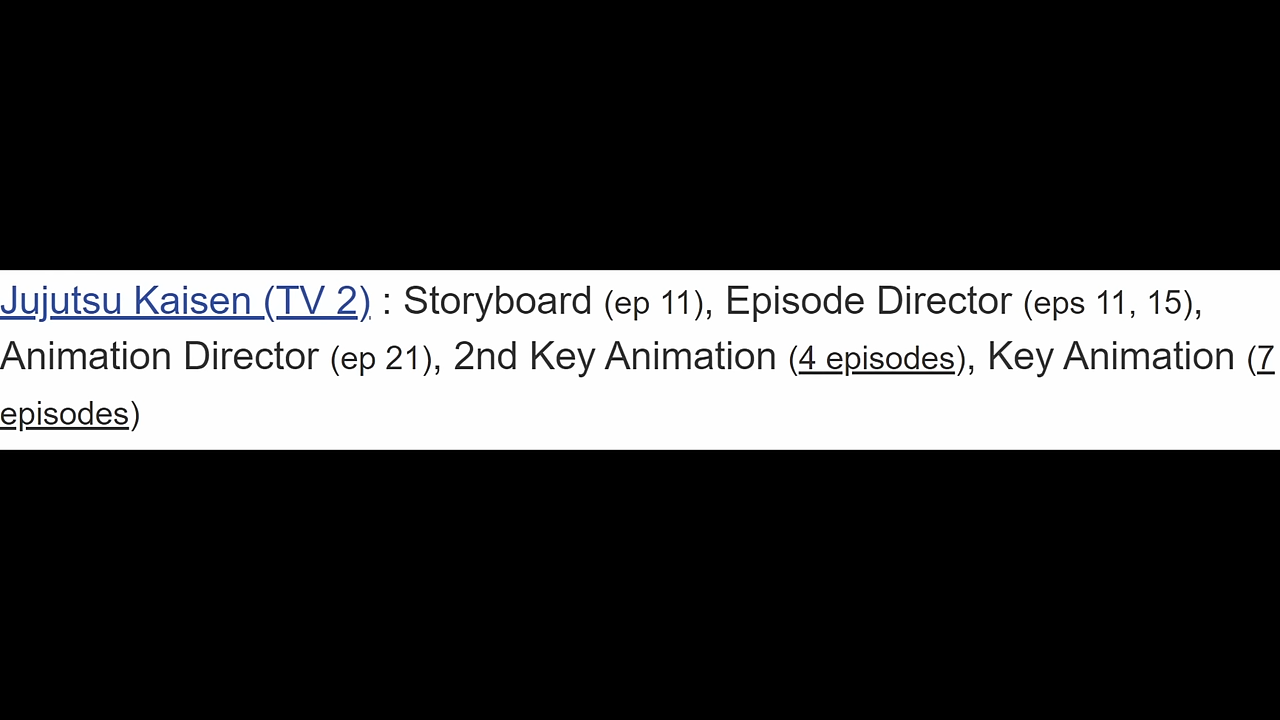 Jujutsu Kaisen (TV 2) : Storyboard (ep 11), Episode Director (eps 11, 15),
Animation Director (ep 21), 2nd Key Animation (4 episodes), Key Animation (7
episodes)